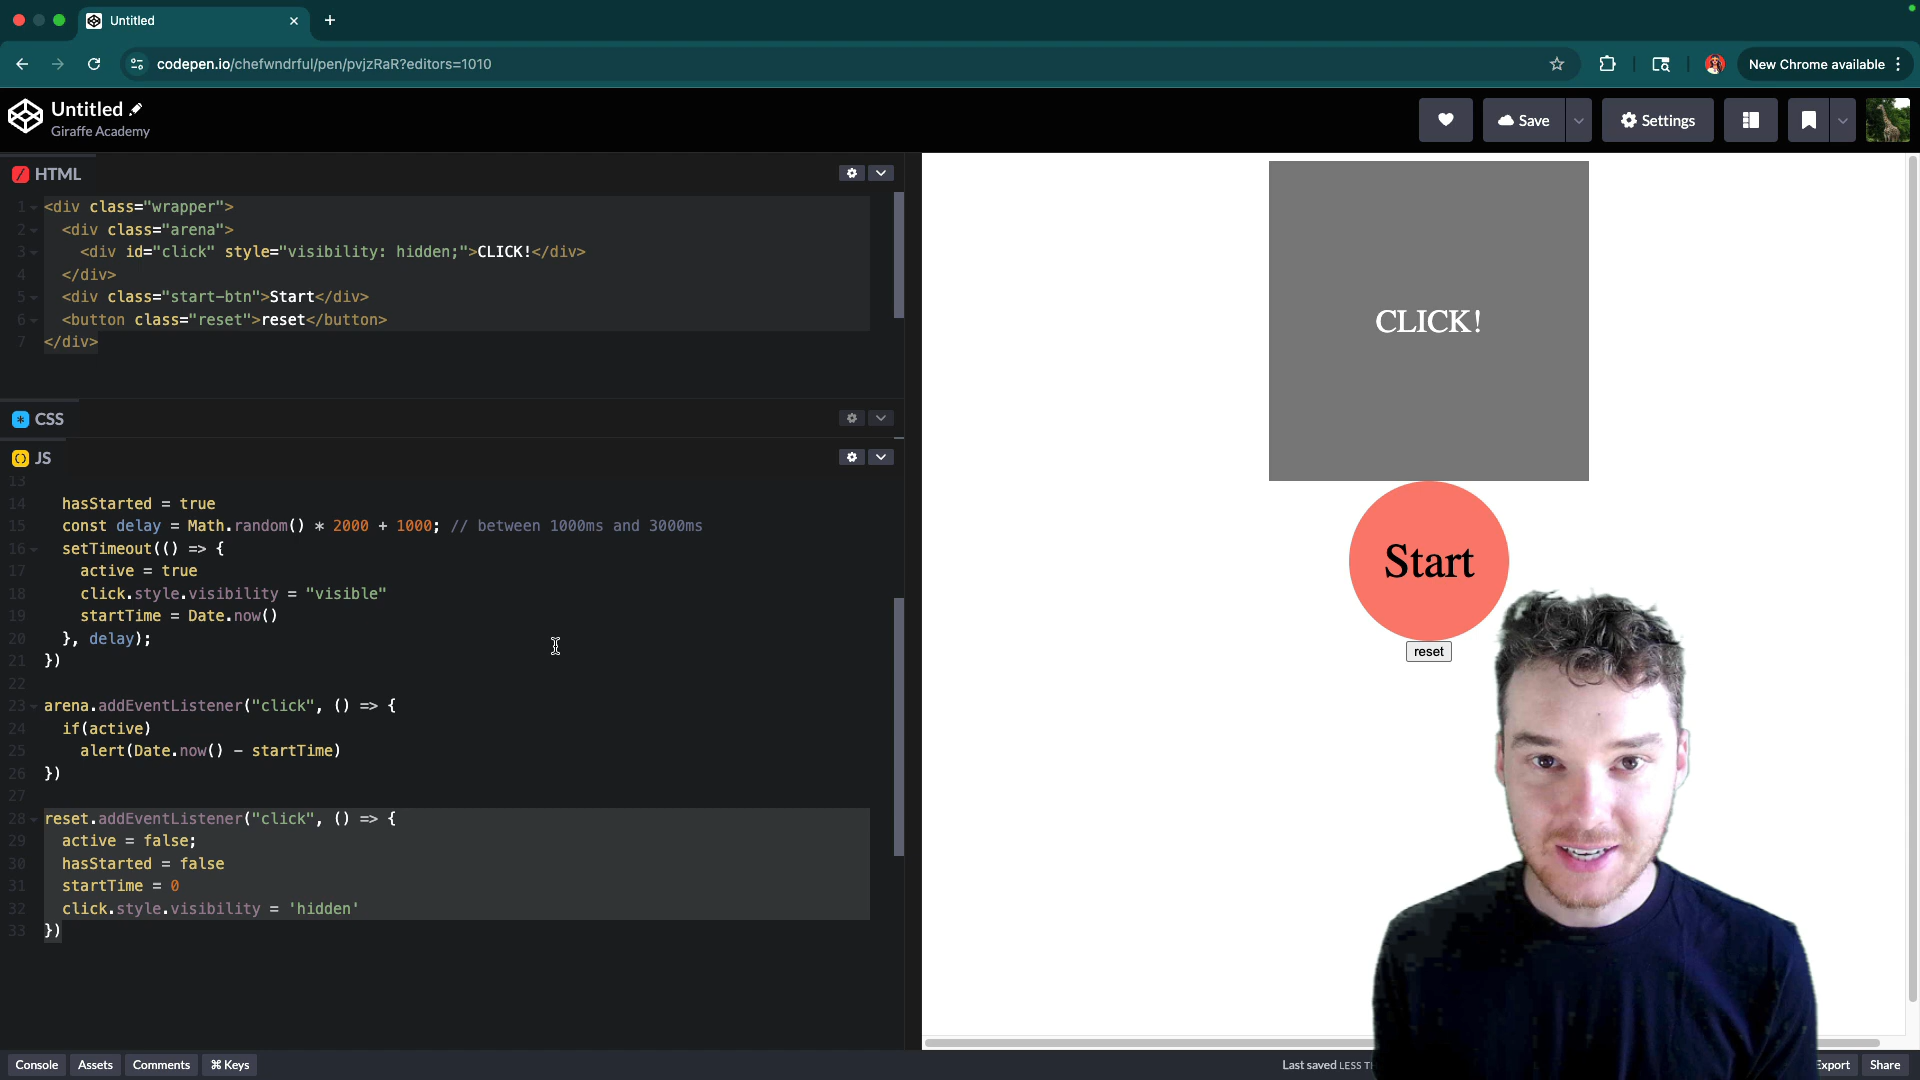 Untitled
codepen.io/chefwndrful/pen/pvjzRaR?editors=1010
New Chrome available
Untitled
Giraffe Academy
Save
Settings
HTML
1 <div class="wrapper">
2 <div class="arena">
3 <div id="click" style="visibility: hidden;">CLICK!</div>
4 </div>
5 <div class="start-btn">Start</div>
6 <button class="reset">reset</button>
7 </div>
CSS
JS
13
14 hasStarted = true
15 const delay = Math.random() * 2000 + 1000; // between 1000ms and 3000ms
16 setTimeout(() => {
17 active = true
18 click.style.visibility = "visible"
19 startTime = Date.now()
20 }, delay);
21 })
22
23 arena.addEventListener("click", () => {
24 if(active)
25 alert(Date.now() - startTime)
26 })
27
28 reset.addEventListener("click", () => {
29 active = false;
30 hasStarted = false
31 startTime = 0
32 click.style.visibility = 'hidden'
33 })
CLICK!
Start
reset
Console
Assets
Comments
⌘ Keys
Last saved LESS
Export
Share